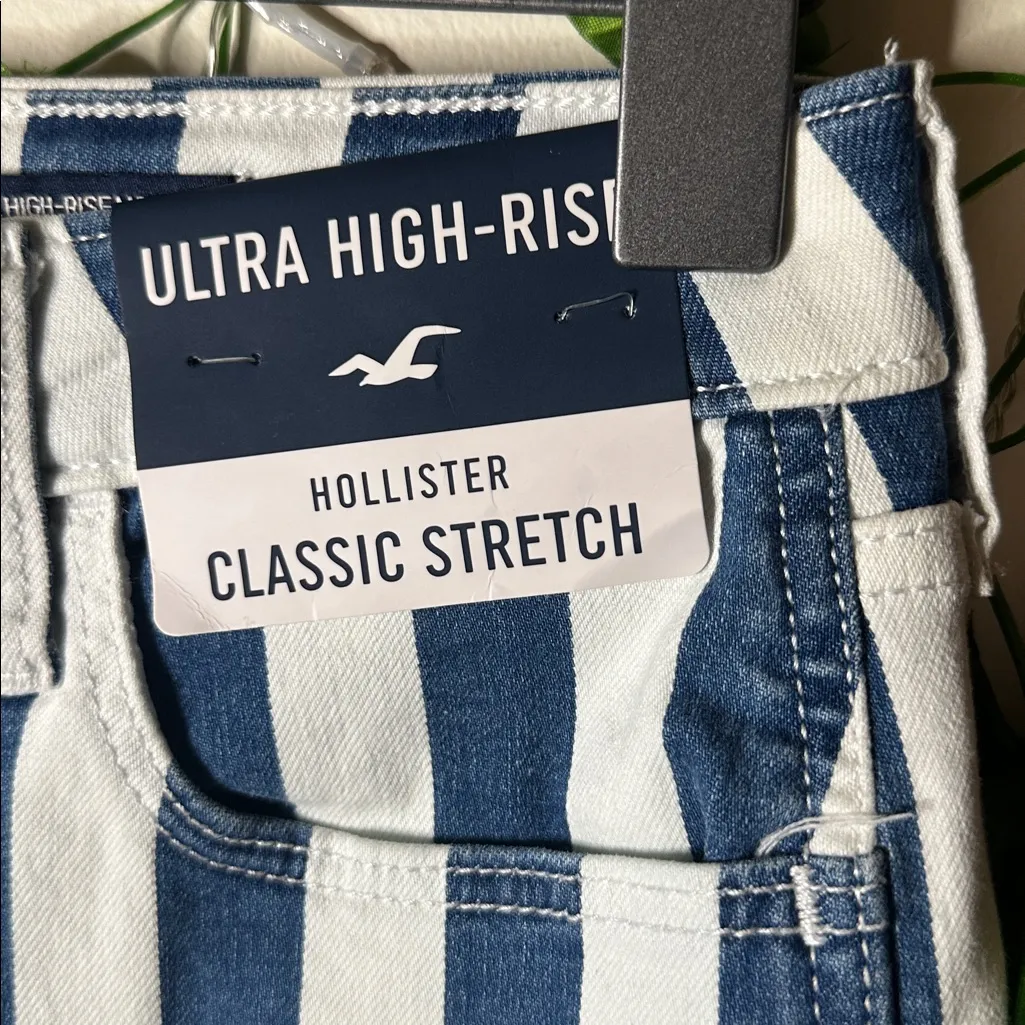 HIGH-RISE
ULTRA HIGH-RISE
HOLLISTER
CLASSIC STRETCH